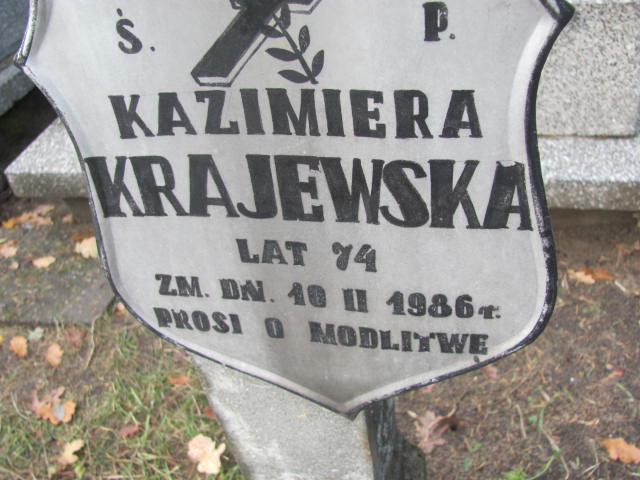 Ś. P.
KAZIMIERA
KRAJEWSKA
LAT 74
ZM. DN. 10 II 1986 r.
PROSI O MODLITWĘ